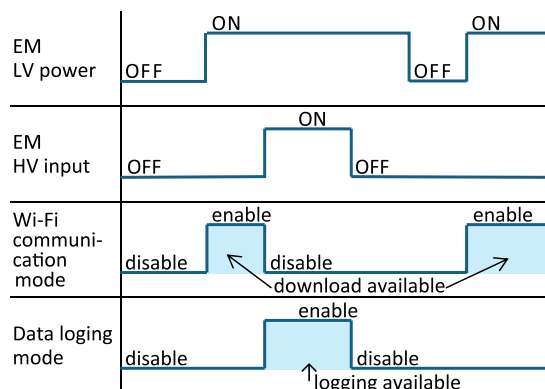 EM
LV power
ON
OFF
OFF
ON
EM
HV input
OFF
ON
OFF
Wi-Fi
communi-
cation
mode
disable
enable
disable
enable
download available
Data loging
mode
disable
enable
disable
logging available